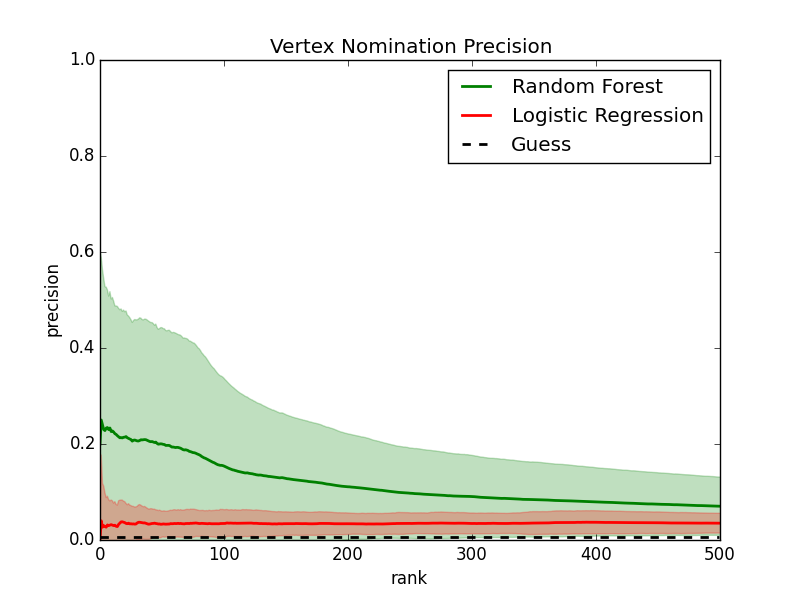 Vertex Nomination Precision
1.0
0.8
0.6
0.4
0.2
0.0
precision
Random Forest
Logistic Regression
Guess
0 100 200 300 400 500
rank